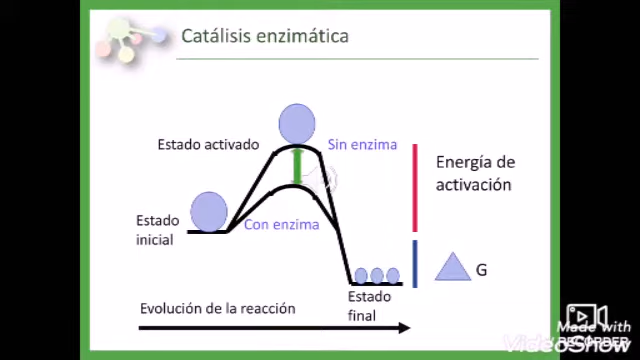 Catálisis enzimática
Estado activado
Sin enzima
Energía de
activación
Estado
inicial
Con enzima
G
Estado
final
Evolución de la reacción
Made with
RECORDER
VideoShow